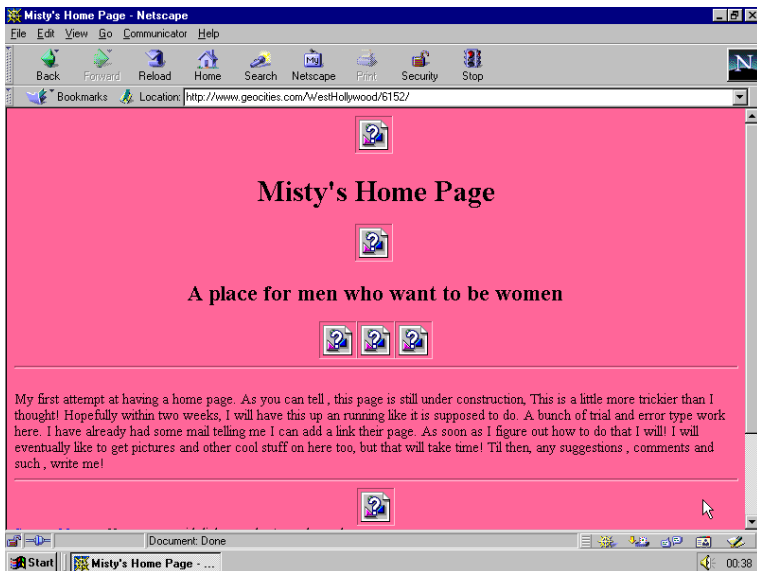 Misty's Home Page - Netscape
File Edit View Go Communicator Help
Back Forward Reload Home Search Netscape Print Security Stop
Bookmarks Location: http://www.geocities.com/WestHollywood/6152/
Misty's Home Page
A place for men who want to be women
My first attempt at having a home page. As you can tell , this page is still under construction, This is a little more trickier than I
thought! Hopefully within two weeks, I will have this up an running like it is supposed to do. A bunch of trial and error type work
here. I have already had some mail telling me I can add a link their page. As soon as I figure out how to do that I will! I will
eventually like to get pictures and other cool stuff on here too, but that will take time! Til then, any suggestions , comments and
such , write me!
Document: Done
Start Misty's Home Page - ... 00:38